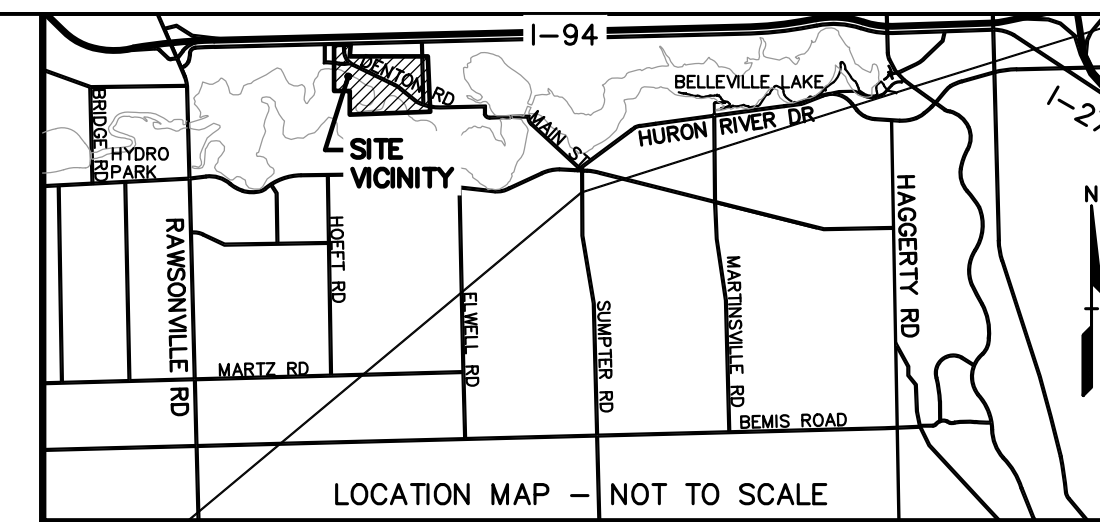 I-94
DENTON RD
BELLEVILLE LAKE
BRIDGE RD
MAIN ST
HURON RIVER DR
HYDRO
PARK
SITE
VICINITY
N
RAWSONVILLE RD
HOEFT RD
HAGGERTY RD
ELWELL RD
SUMPTER RD
MARTINSVILLE RD
MARTZ RD
BEMIS ROAD
LOCATION MAP - NOT TO SCALE